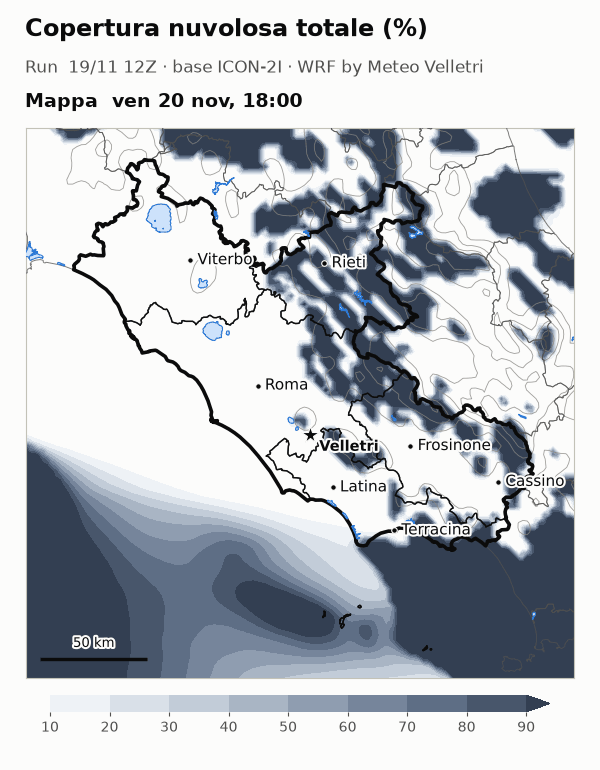 Copertura nuvolosa totale (%)
Run  19/11 12Z · base ICON-2I · WRF by Meteo Velletri
Mappa  ven 20 nov, 18:00
Viterbo
Rieti
Roma
Velletri
Frosinone
Latina
Cassino
Terracina
50 km
10 20 30 40 50 60 70 80 90